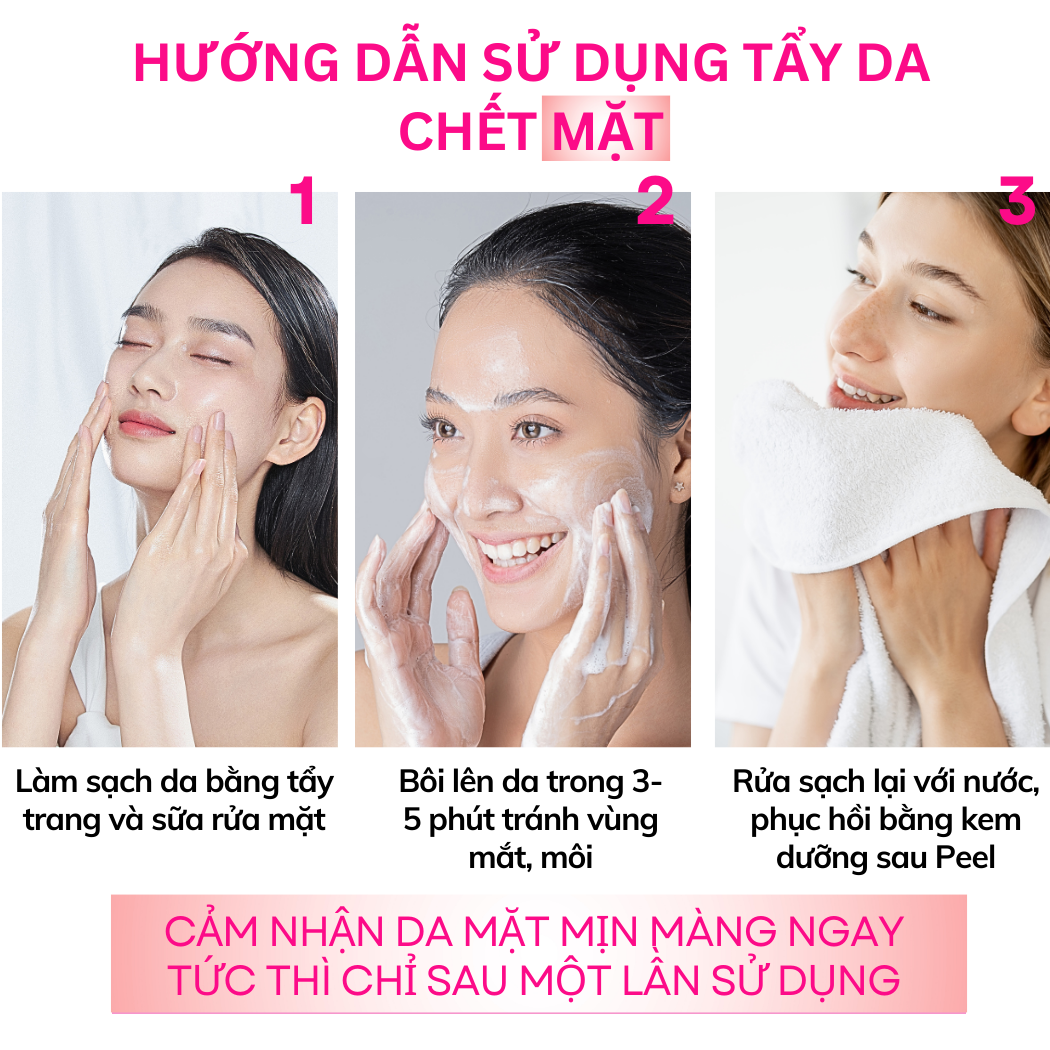 HƯỚNG DẪN SỬ DỤNG TẨY DA
CHẾT MẶT
1
2
3
Làm sạch da bằng tẩy
trang và sữa rửa mặt
Bôi lên da trong 3-
5 phút tránh vùng
mắt, môi
Rửa sạch lại với nước,
phục hồi bằng kem
dưỡng sau Peel
CẢM NHẬN DA MẶT MỊN MÀNG NGAY
TỨC THÌ CHỈ SAU MỘT LẦN SỬ DỤNG